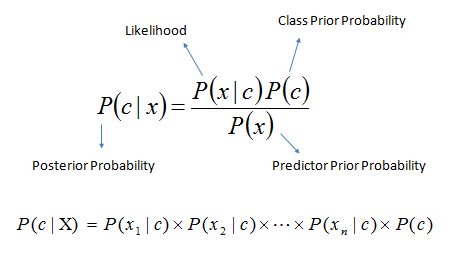 Likelihood
Class Prior Probability
P(c | x) = P(x | c)P(c) / P(x)
Posterior Probability
Predictor Prior Probability
P(c | X) = P(x₁ | c) × P(x₂ | c) × ··· × P(xₙ | c) × P(c)